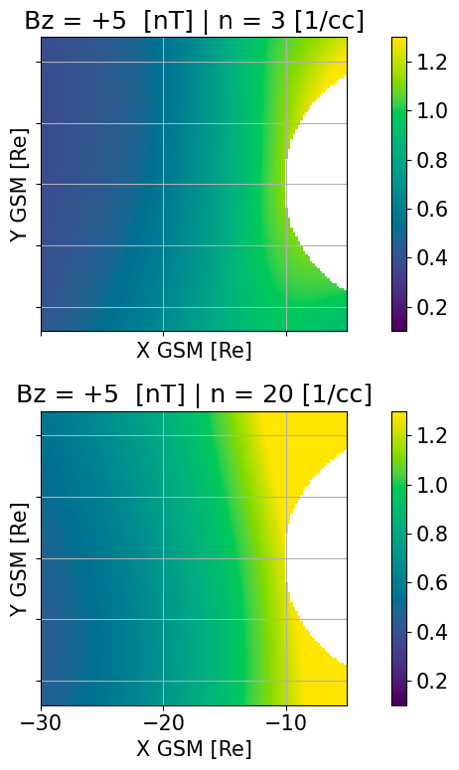 Bz = +5  [nT] | n = 3 [1/cc]
1.2
1.0
0.8
0.6
0.4
0.2
Y GSM [Re]
X GSM [Re]
Bz = +5  [nT] | n = 20 [1/cc]
1.2
1.0
0.8
0.6
0.4
0.2
Y GSM [Re]
−30 −20 −10
X GSM [Re]